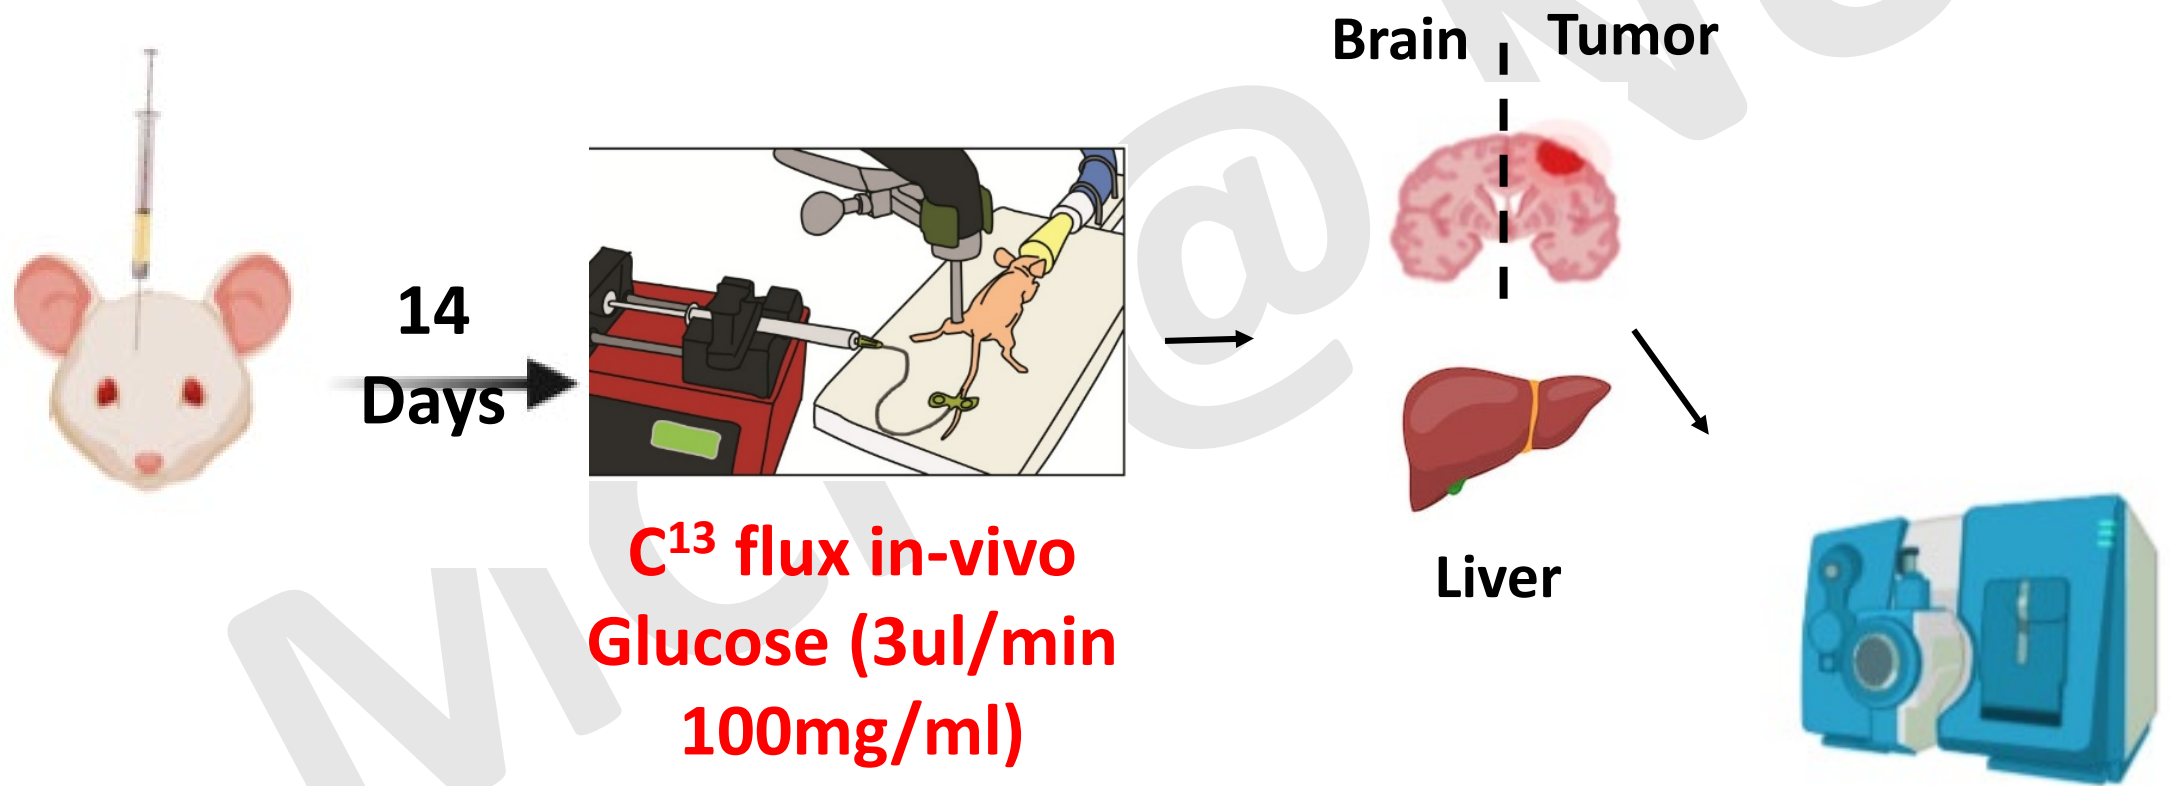 14
Days
C¹³ flux in-vivo
Glucose (3ul/min
100mg/ml)
Brain
Tumor
Liver